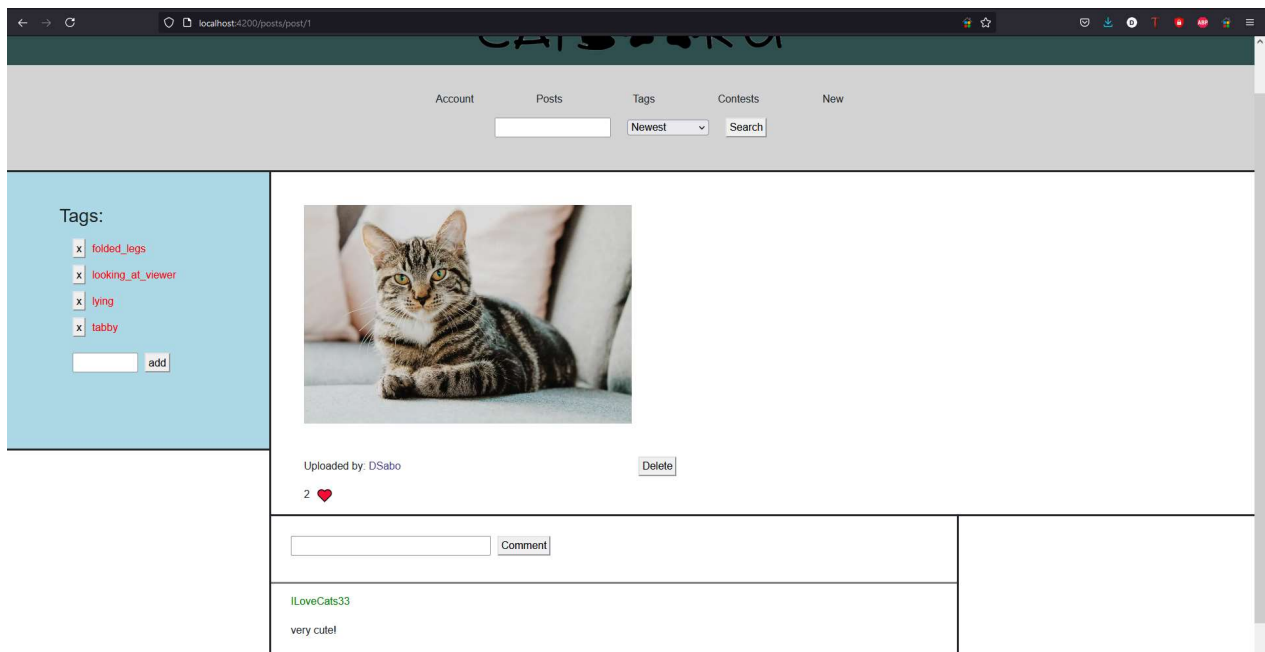 localhost:4200/posts/post/1
Account Posts Tags Contests New
Newest Search
Tags:
x folded_legs
x looking_at_viewer
x lying
x tabby
add
Uploaded by: DSabo Delete
2
Comment
ILoveCats33
very cute!